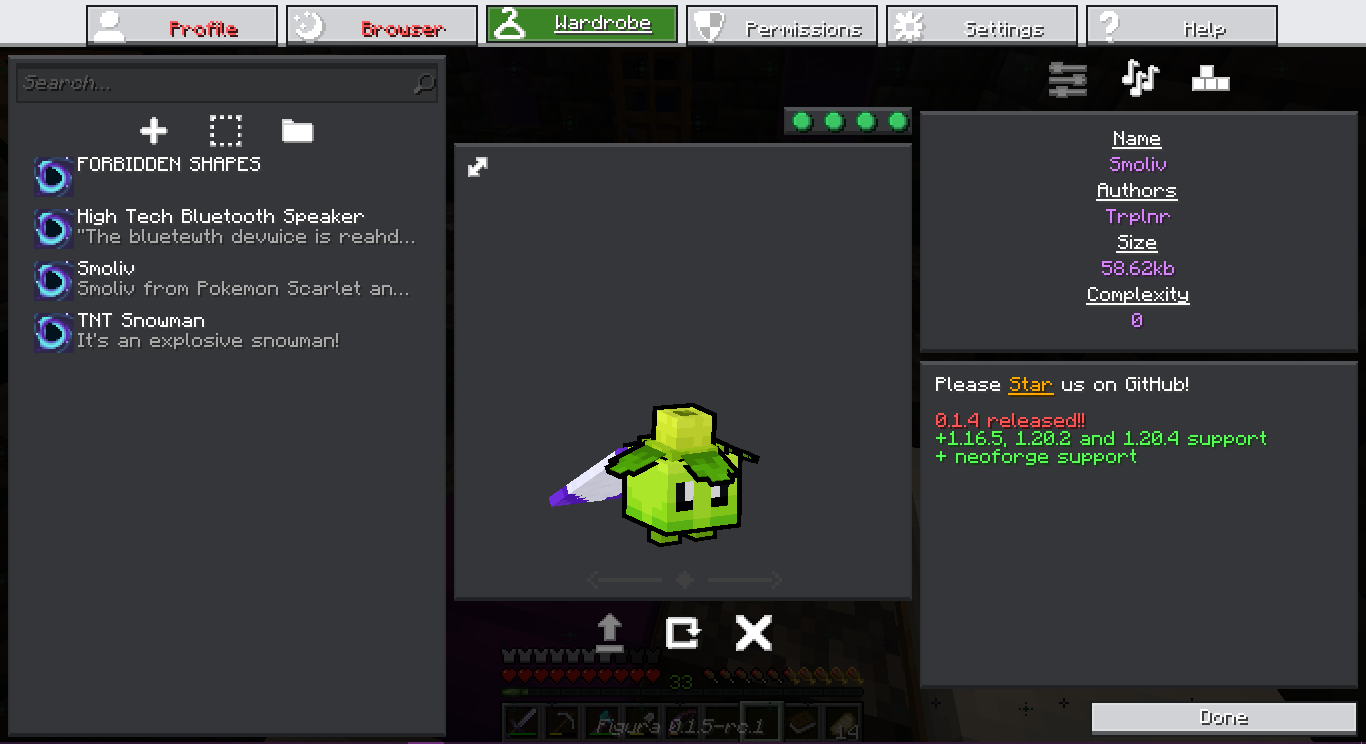 Profile
Browser
Wardrobe
Permissions
Settings
Help
Search...
FORBIDDEN SHAPES
High Tech Bluetooth Speaker
"The bluetewth devwice is reahd...
Smoliv
Smoliv from Pokemon Scarlet an...
TNT Snowman
It's an explosive snowman!
Name
Smoliv
Authors
Trplnr
Size
58.62kb
Complexity
0
Please Star us on GitHub!
0.1.4 released!!
+1.16.5, 1.20.2 and 1.20.4 support
+ neoforge support
33
Figura 0.1.5-rc.1
14
Done